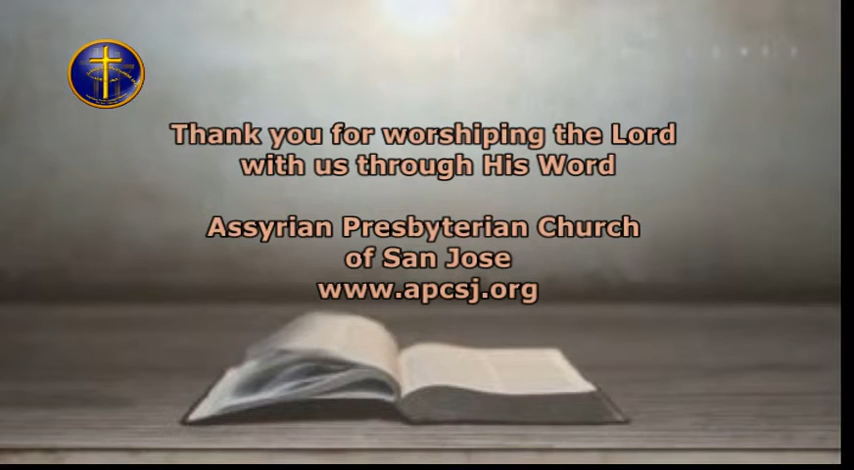 Thank you for worshiping the Lord
with us through His Word
Assyrian Presbyterian Church
of San Jose
www.apcsj.org